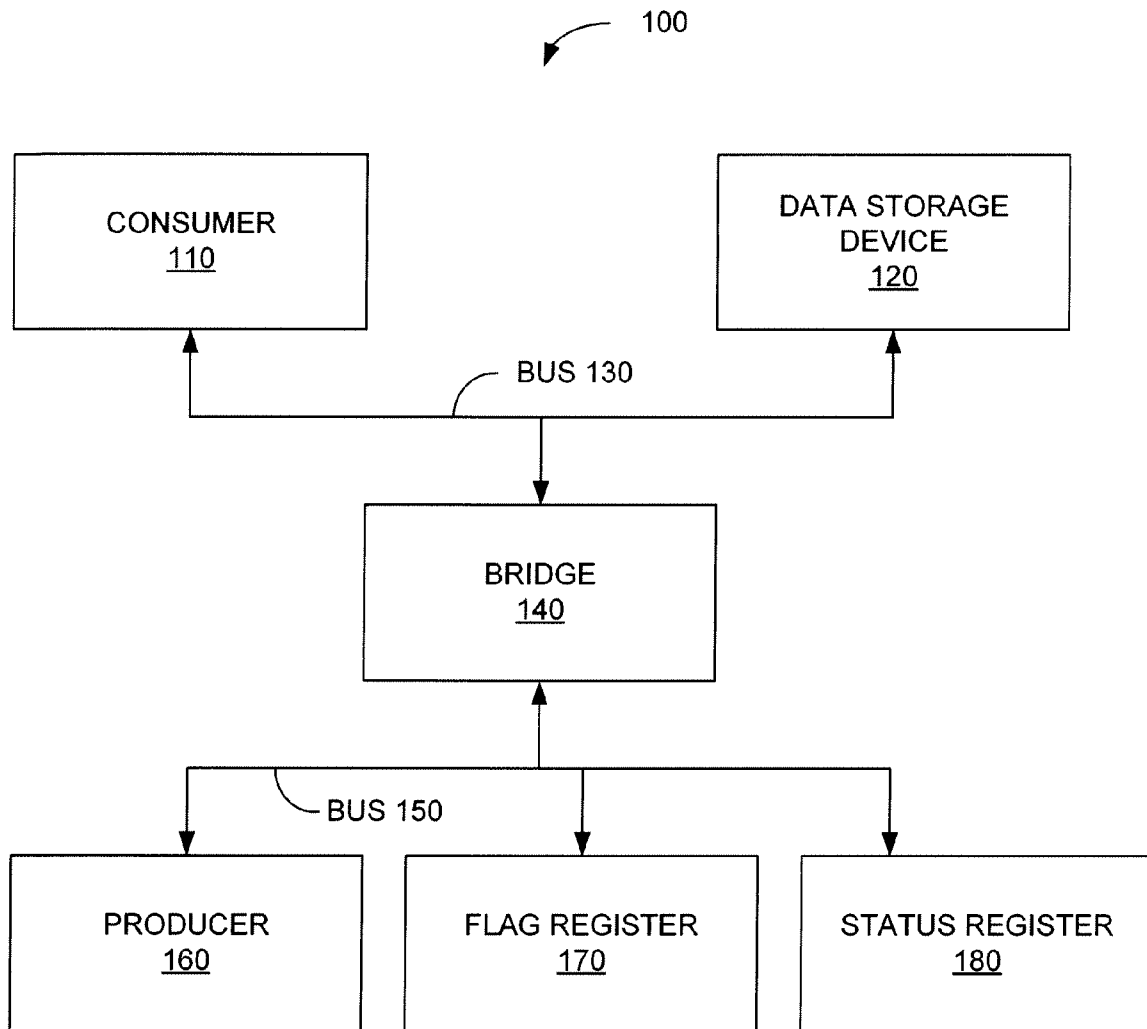 100
CONSUMER
110
DATA STORAGE
DEVICE
120
BUS 130
BRIDGE
140
BUS 150
PRODUCER
160
FLAG REGISTER
170
STATUS REGISTER
180